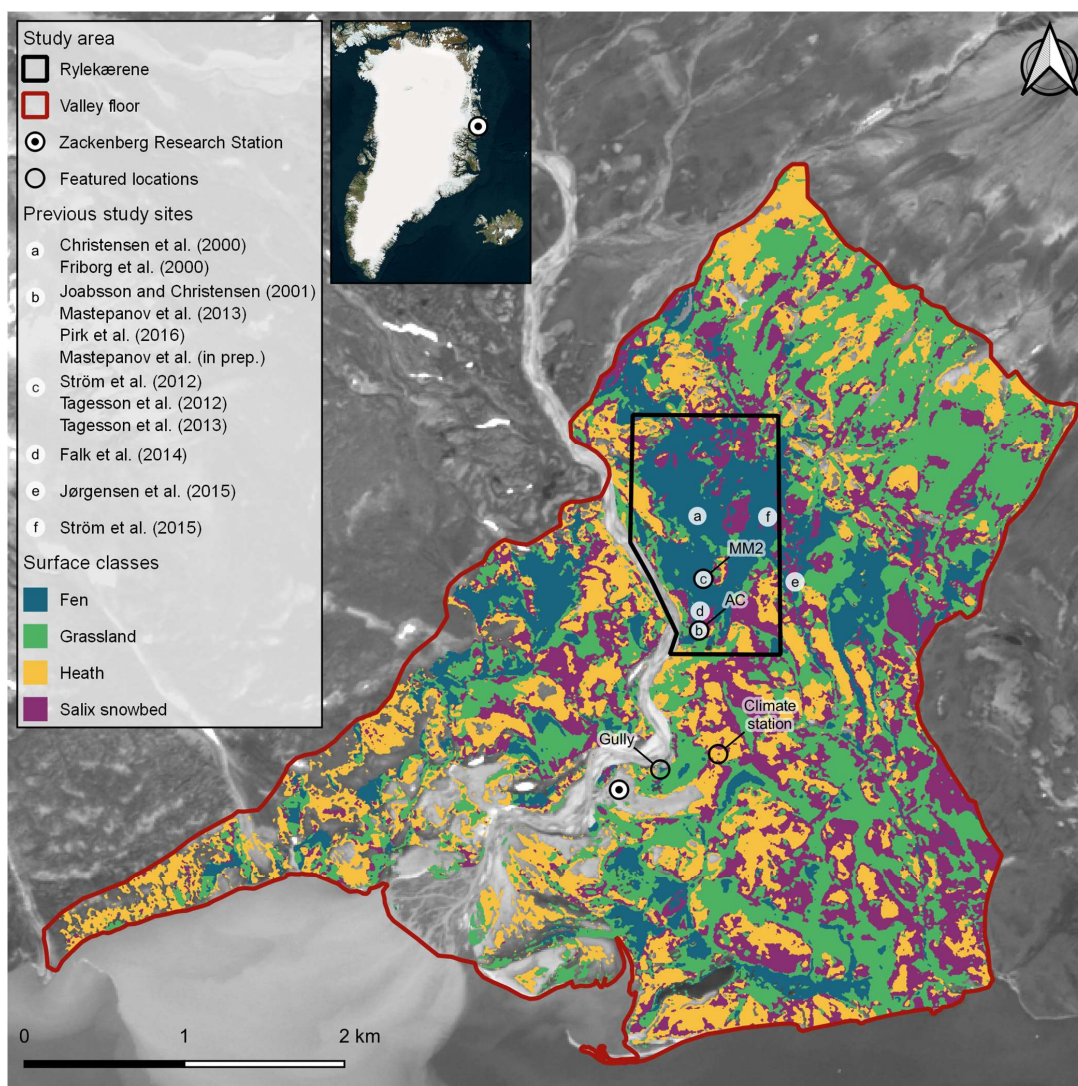 Study area
Rylekærene
Valley floor
Zackenberg Research Station
Featured locations
Previous study sites
a Christensen et al. (2000)
Friborg et al. (2000)
b Joabsson and Christensen (2001)
Mastepanov et al. (2013)
Pirk et al. (2016)
Mastepanov et al. (in prep.)
c Ström et al. (2012)
Tagesson et al. (2012)
Tagesson et al. (2013)
d Falk et al. (2014)
e Jørgensen et al. (2015)
f Ström et al. (2015)
Surface classes
Fen
Grassland
Heath
Salix snowbed
a
f
MM2
c
e
d
AC
b
Climate
station
Gully
0 1 2 km